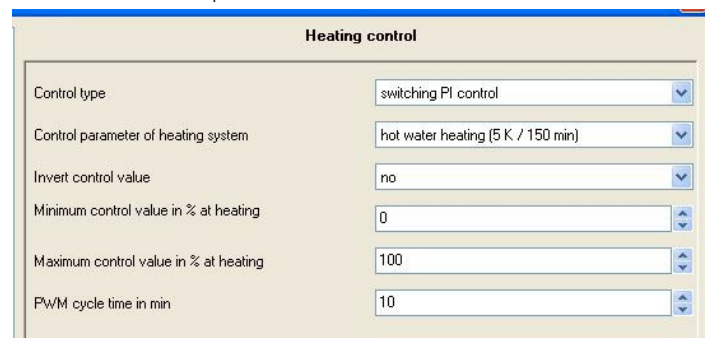 Heating control
Control type switching PI control
Control parameter of heating system hot water heating (5 K / 150 min)
Invert control value no
Minimum control value in % at heating 0
Maximum control value in % at heating 100
PWM cycle time in min 10